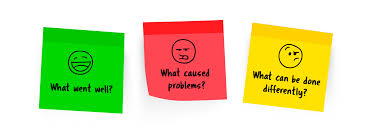 What went well?
What caused
problems?
What can be done
differently?